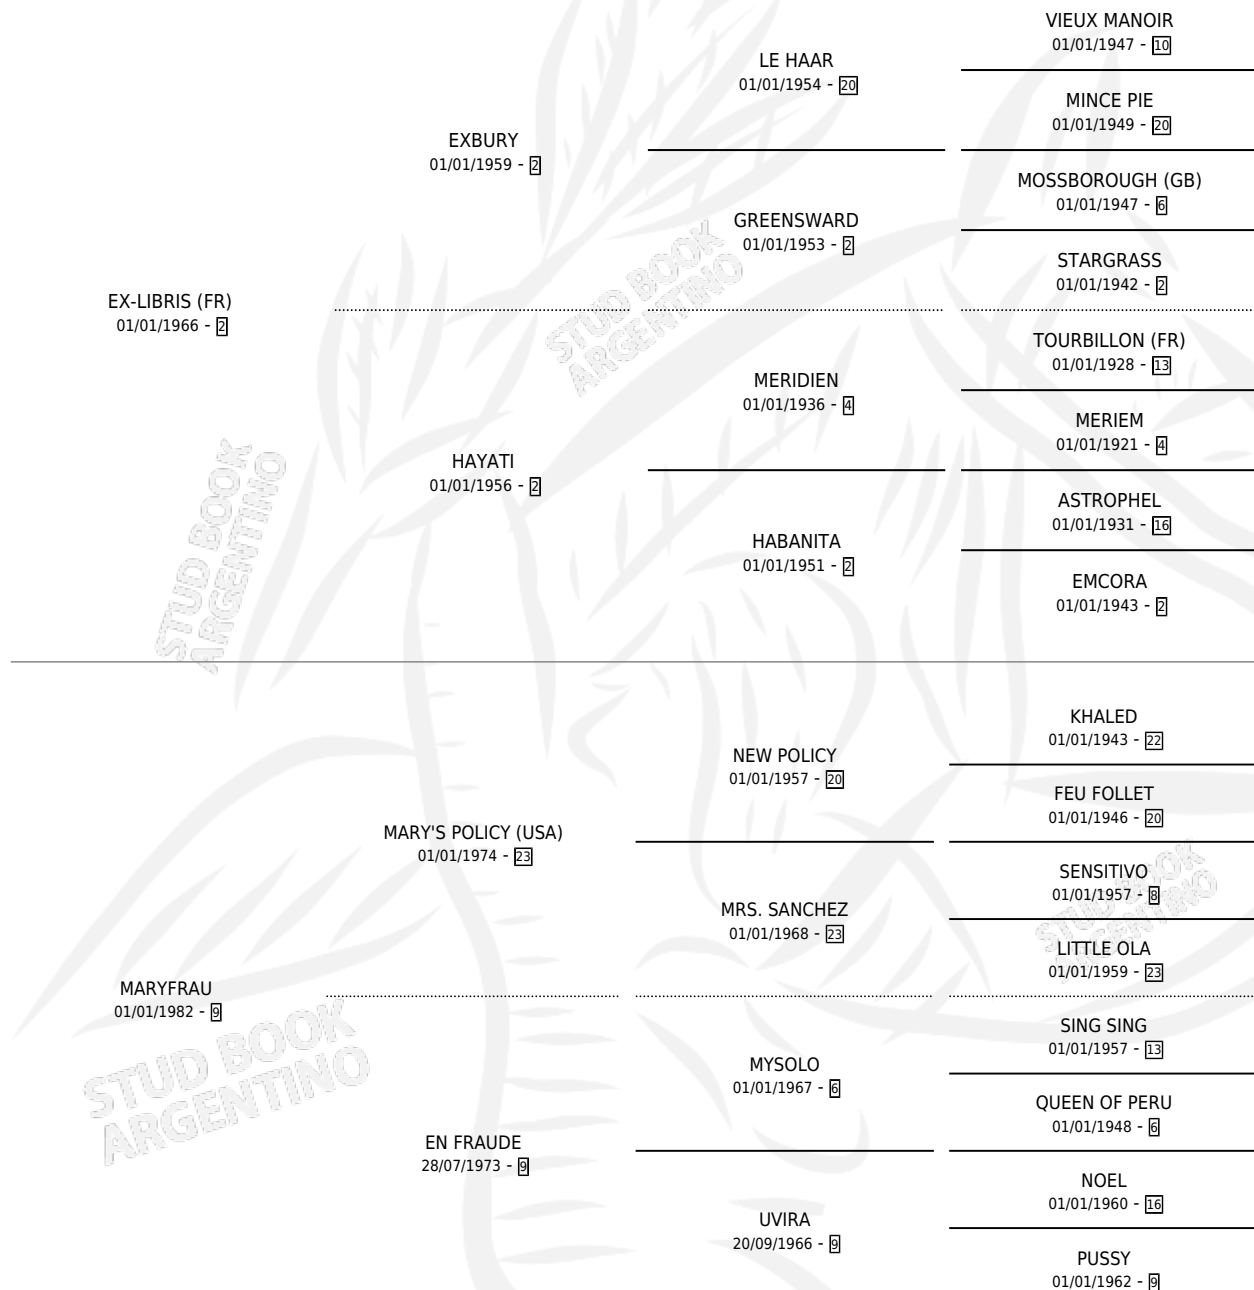 VIEUX MANOIR
01/01/1947 - 10
LE HAAR
01/01/1954 - 20
MINCE PIE
01/01/1949 - 20
EXBURY
01/01/1959 - 2
MOSSBOROUGH (GB)
01/01/1947 - 6
GREENSWARD
01/01/1953 - 2
STARGRASS
01/01/1942 - 2
EX-LIBRIS (FR)
01/01/1966 - 2
STUD BOOK
ARGENTINO
TOURBILLON (FR)
01/01/1928 - 13
MERIDIEN
01/01/1936 - 4
MERIEM
01/01/1921 - 4
HAYATI
01/01/1956 - 2
ASTROPHEL
01/01/1931 - 16
HABANITA
01/01/1951 - 2
EMCORA
01/01/1943 - 2
STUD BOOK
ARGENTINO
KHALED
01/01/1943 - 22
NEW POLICY
01/01/1957 - 20
FEU FOLLET
01/01/1946 - 20
MARY'S POLICY (USA)
01/01/1974 - 23
SENSITIVO
01/01/1957 - 8
MRS. SANCHEZ
01/01/1968 - 23
LITTLE OLA
01/01/1959 - 23
STUD BOOK
ARGENTINO
MARYFRAU
01/01/1982 - 9
SING SING
01/01/1957 - 13
MYSOLO
01/01/1967 - 6
QUEEN OF PERU
01/01/1948 - 6
STUD BOOK
ARGENTINO
EN FRAUDE
28/07/1973 - 9
NOEL
01/01/1960 - 16
UVIRA
20/09/1966 - 9
PUSSY
01/01/1962 - 9